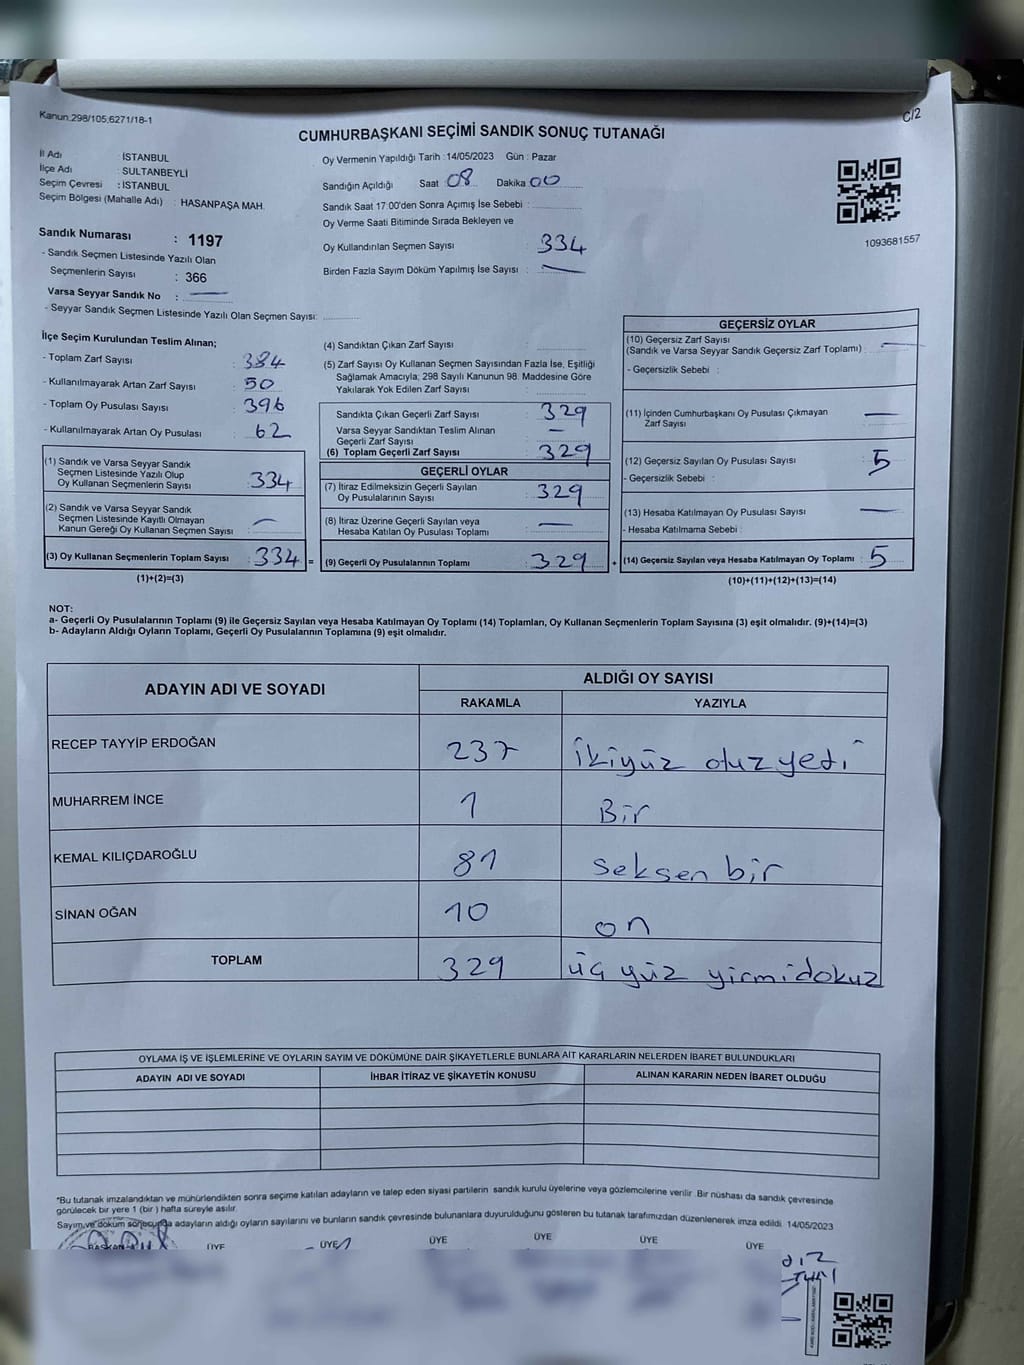 Kanun:298/105;6271/18-1
C/2
CUMHURBAŞKANI SEÇİMİ SANDIK SONUÇ TUTANAĞI
İl Adı : İSTANBUL
İlçe Adı : SULTANBEYLİ
Seçim Çevresi : İSTANBUL
Seçim Bölgesi (Mahalle Adı) : HASANPAŞA MAH.
Sandık Numarası : 1197
- Sandık Seçmen Listesinde Yazılı Olan
Seçmenlerin Sayısı : 366
Varsa Seyyar Sandık No : —
- Seyyar Sandık Seçmen Listesinde Yazılı Olan Seçmen Sayısı:
Oy Vermenin Yapıldığı Tarih : 14/05/2023 Gün : Pazar
Sandığın Açıldığı Saat : 08 Dakika 00
Sandık Saat 17:00'den Sonra Açımış İse Sebebi :
Oy Verme Saati Bitiminde Sırada Bekleyen ve
Oy Kullandırılan Seçmen Sayısı : 334
Birden Fazla Sayım Döküm Yapılmış İse Sayısı : —
1093681557
İlçe Seçim Kurulundan Teslim Alınan;
- Toplam Zarf Sayısı : 384
- Kullanılmayarak Artan Zarf Sayısı : 50
- Toplam Oy Pusulası Sayısı : 396
- Kullanılmayarak Artan Oy Pusulası : 62
(1) Sandık ve Varsa Seyyar Sandık
Seçmen Listesinde Yazılı Olup
Oy Kullanan Seçmenlerin Sayısı : 334
(2) Sandık ve Varsa Seyyar Sandık
Seçmen Listesinde Kayıtlı Olmayan
Kanun Gereği Oy Kullanan Seçmen Sayısı : —
(3) Oy Kullanan Seçmenlerin Toplam Sayısı : 334 =
(1)+(2)=(3)
(4) Sandıktan Çıkan Zarf Sayısı :
(5) Zarf Sayısı Oy Kullanan Seçmen Sayısından Fazla İse, Eşitliği
Sağlamak Amacıyla; 298 Sayılı Kanunun 98. Maddesine Göre
Yakılarak Yok Edilen Zarf Sayısı :
Sandıkta Çıkan Geçerli Zarf Sayısı : 329
Varsa Seyyar Sandıktan Teslim Alınan
Geçerli Zarf Sayısı : —
(6) Toplam Geçerli Zarf Sayısı : 329
GEÇERLİ OYLAR
(7) İtiraz Edilmeksizin Geçerli Sayılan
Oy Pusulalarının Sayısı : 329
(8) İtiraz Üzerine Geçerli Sayılan veya
Hesaba Katılan Oy Pusulası Toplamı : —
(9) Geçerli Oy Pusulalarının Toplamı : 329 +
GEÇERSİZ OYLAR
(10) Geçersiz Zarf Sayısı
(Sandık ve Varsa Seyyar Sandık Geçersiz Zarf Toplamı) : —
- Geçersizlik Sebebi :
(11) İçinden Cumhurbaşkanı Oy Pusulası Çıkmayan
Zarf Sayısı : —
(12) Geçersiz Sayılan Oy Pusulası Sayısı : 5
- Geçersizlik Sebebi :
(13) Hesaba Katılmayan Oy Pusulası Sayısı : —
- Hesaba Katılmama Sebebi :
(14) Geçersiz Sayılan veya Hesaba Katılmayan Oy Toplamı : 5
(10)+(11)+(12)+(13)=(14)
NOT:
a- Geçerli Oy Pusulalarının Toplamı (9) ile Geçersiz Sayılan veya Hesaba Katılmayan Oy Toplamı (14) Toplamları, Oy Kullanan Seçmenlerin Toplam Sayısına (3) eşit olmalıdır. (9)+(14)=(3)
b- Adayların Aldığı Oyların Toplamı, Geçerli Oy Pusulalarının Toplamına (9) eşit olmalıdır.
ADAYIN ADI VE SOYADI
ALDIĞI OY SAYISI
RAKAMLA YAZIYLA
RECEP TAYYİP ERDOĞAN 237 İkiyüz otuz yedi
MUHARREM İNCE 1 Bir
KEMAL KILIÇDAROĞLU 81 Seksen bir
SİNAN OĞAN 10 on
TOPLAM 329 üç yüz yirmidokuz
OYLAMA İŞ VE İŞLEMLERİNE VE OYLARIN SAYIM VE DÖKÜMÜNE DAİR ŞİKAYETLERLE BUNLARA AİT KARARLARIN NELERDEN İBARET BULUNDUKLARI
ADAYIN ADI VE SOYADI İHBAR İTİRAZ VE ŞİKAYETİN KONUSU ALINAN KARARIN NEDEN İBARET OLDUĞU
*Bu tutanak imzalandıktan ve mühürlendikten sonra seçime katılan adayların ve talep eden siyasi partilerin sandık kurulu üyelerine veya gözlemcilerine verilir. Bir nüshası da sandık çevresinde
görülecek bir yere 1 (bir) hafta süreyle asılır.
Sayım ve döküm sonucunda adayların aldığı oyların sayılarını ve bunların sandık çevresinde bulunanlara duyurulduğunu gösteren bu tutanak tarafımızdan düzenlenerek imza edildi. 14/05/2023
BAŞKAN ÜYE ÜYE ÜYE ÜYE ÜYE ÜYE